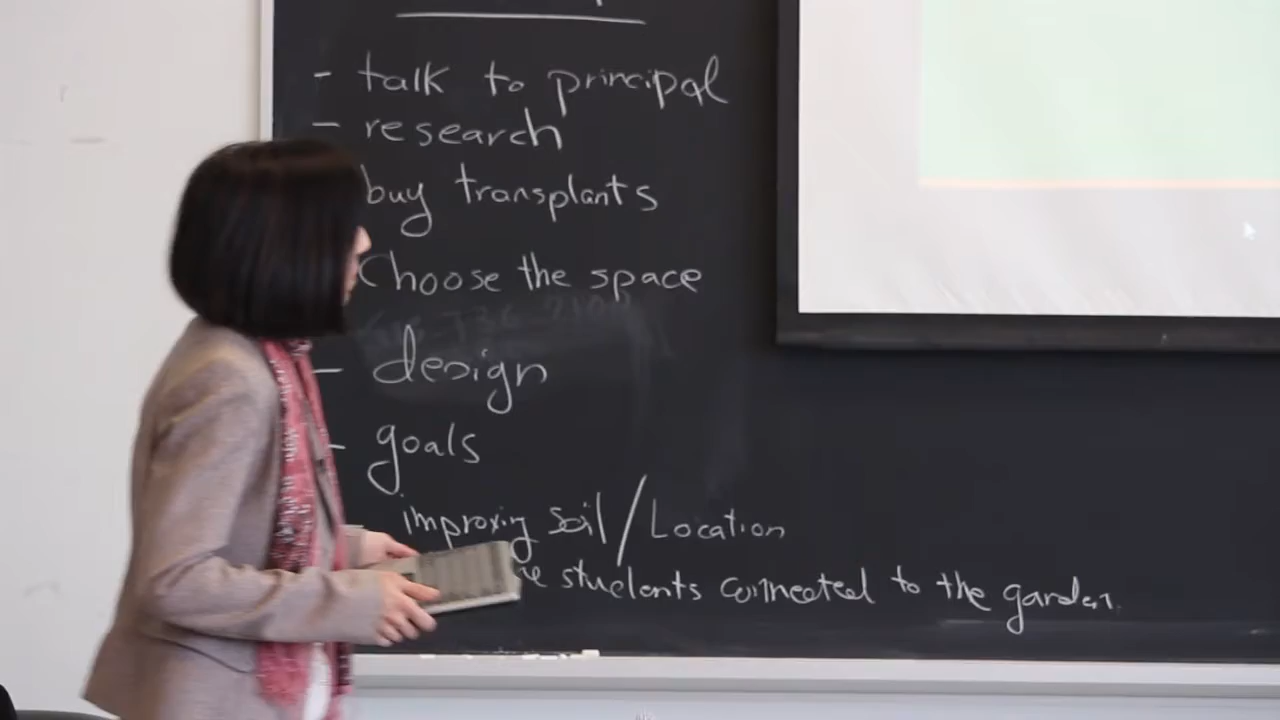 - talk to principal
- research
buy transplants
Choose the space
- design
- goals
improving soil / Location
students connected to the garden